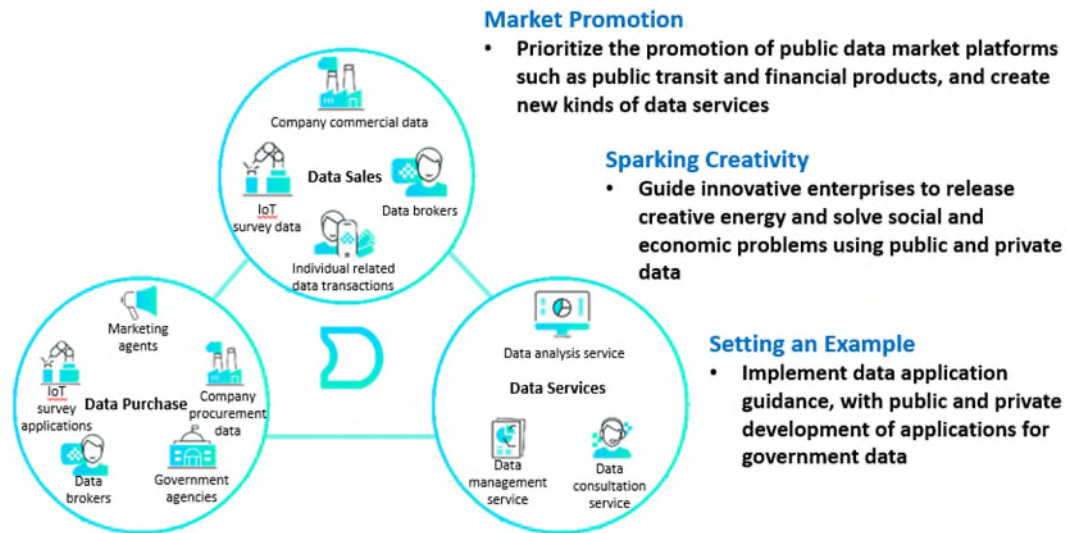 Market Promotion
• Prioritize the promotion of public data market platforms
such as public transit and financial products, and create
new kinds of data services
Sparking Creativity
• Guide innovative enterprises to release
creative energy and solve social and
economic problems using public and private
data
Setting an Example
• Implement data application
guidance, with public and private
development of applications for
government data
Company commercial data
Data Sales
IoT
survey data
Data brokers
Individual related
data transactions
Marketing
agents
IoT
survey
applications
Data Purchase
Company
procurement
data
Data
brokers
Government
agencies
Data analysis service
Data Services
Data
management
service
Data
consultation
service